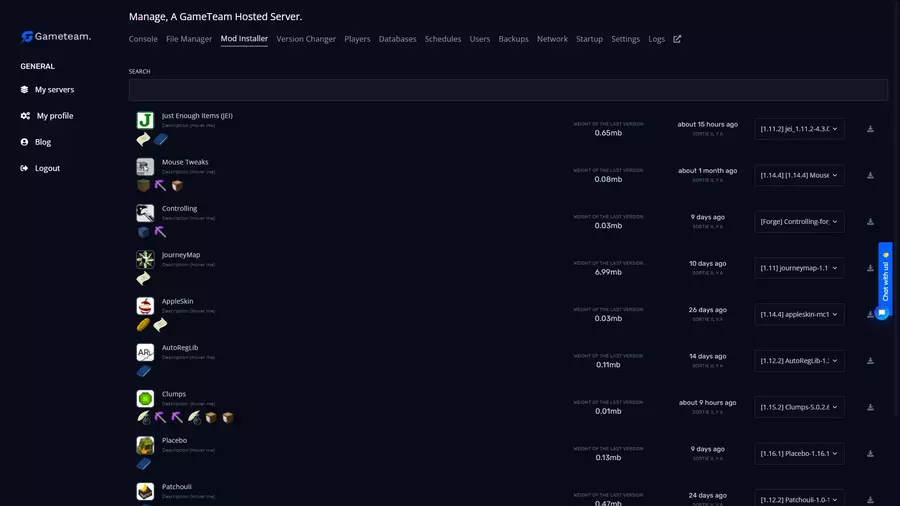 Manage, A GameTeam Hosted Server.
Gameteam.
Console File Manager Mod Installer Version Changer Players Databases Schedules Users Backups Network Startup Settings Logs
GENERAL
My servers
My profile
Blog
Logout
SEARCH
Just Enough Items (JEI)
Description (Hover me)
WEIGHT OF THE LAST VERSION
0.65mb
about 15 hours ago
SORTIE IL Y A
[1.11.2] jei_1.11.2-4.3.0
Mouse Tweaks
Description (Hover me)
WEIGHT OF THE LAST VERSION
0.08mb
about 1 month ago
SORTIE IL Y A
[1.14.4] [1.14.4] Mouse
Controlling
Description (Hover me)
WEIGHT OF THE LAST VERSION
0.03mb
9 days ago
SORTIE IL Y A
[Forge] Controlling-for
JourneyMap
Description (Hover me)
WEIGHT OF THE LAST VERSION
6.99mb
10 days ago
SORTIE IL Y A
[1.11] journeymap-1.1
AppleSkin
Description (Hover me)
WEIGHT OF THE LAST VERSION
0.03mb
26 days ago
SORTIE IL Y A
[1.14.4] appleskin-mc1
AutoRegLib
Description (Hover me)
WEIGHT OF THE LAST VERSION
0.11mb
14 days ago
SORTIE IL Y A
[1.12.2] AutoRegLib-1.
Clumps
Description (Hover me)
WEIGHT OF THE LAST VERSION
0.01mb
about 9 hours ago
SORTIE IL Y A
[1.15.2] Clumps-5.0.2.
Placebo
Description (Hover me)
WEIGHT OF THE LAST VERSION
0.13mb
9 days ago
SORTIE IL Y A
[1.16.1] Placebo-1.16.1
Patchouli
Description (Hover me)
WEIGHT OF THE LAST VERSION
0.47mb
24 days ago
SORTIE IL Y A
[1.12.2] Patchouli-1.0-
Chat with us!